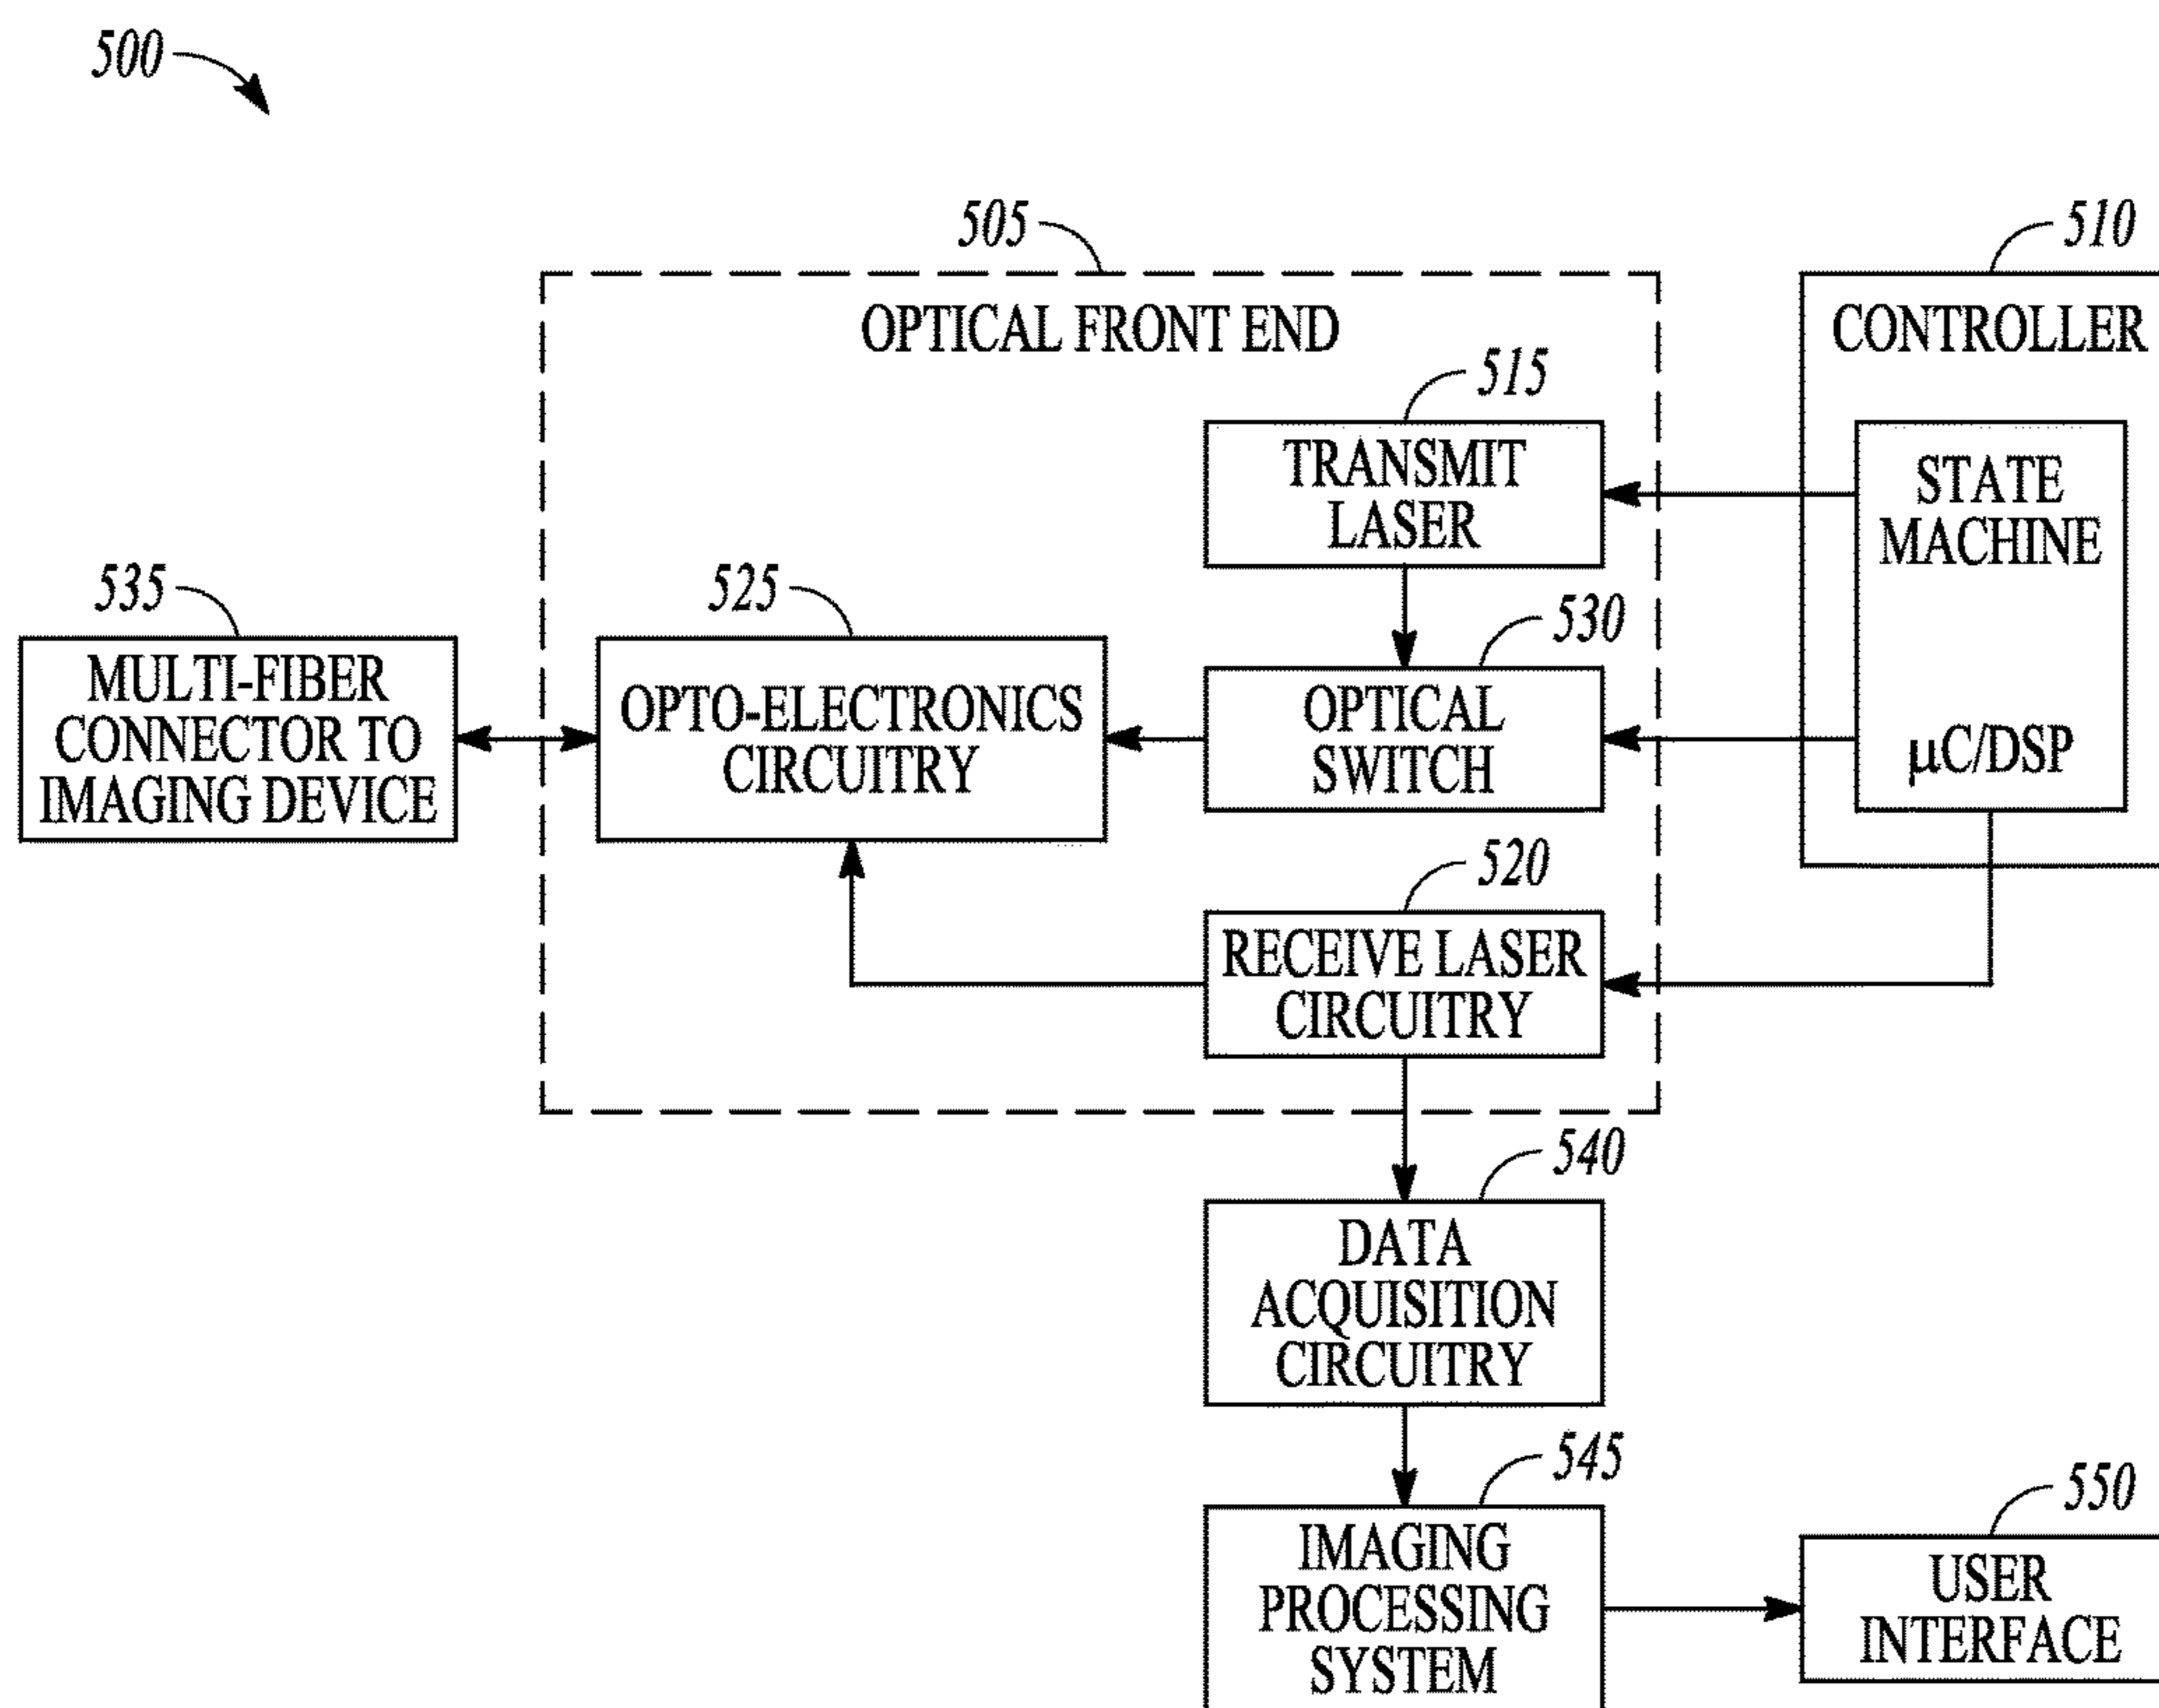 500
505
510
OPTICAL FRONT END
CONTROLLER
515
TRANSMIT
LASER
STATE
MACHINE
μC/DSP
535
MULTI-FIBER
CONNECTOR TO
IMAGING DEVICE
525
OPTO-ELECTRONICS
CIRCUITRY
530
OPTICAL
SWITCH
520
RECEIVE LASER
CIRCUITRY
540
DATA
ACQUISITION
CIRCUITRY
545
IMAGING
PROCESSING
SYSTEM
550
USER
INTERFACE